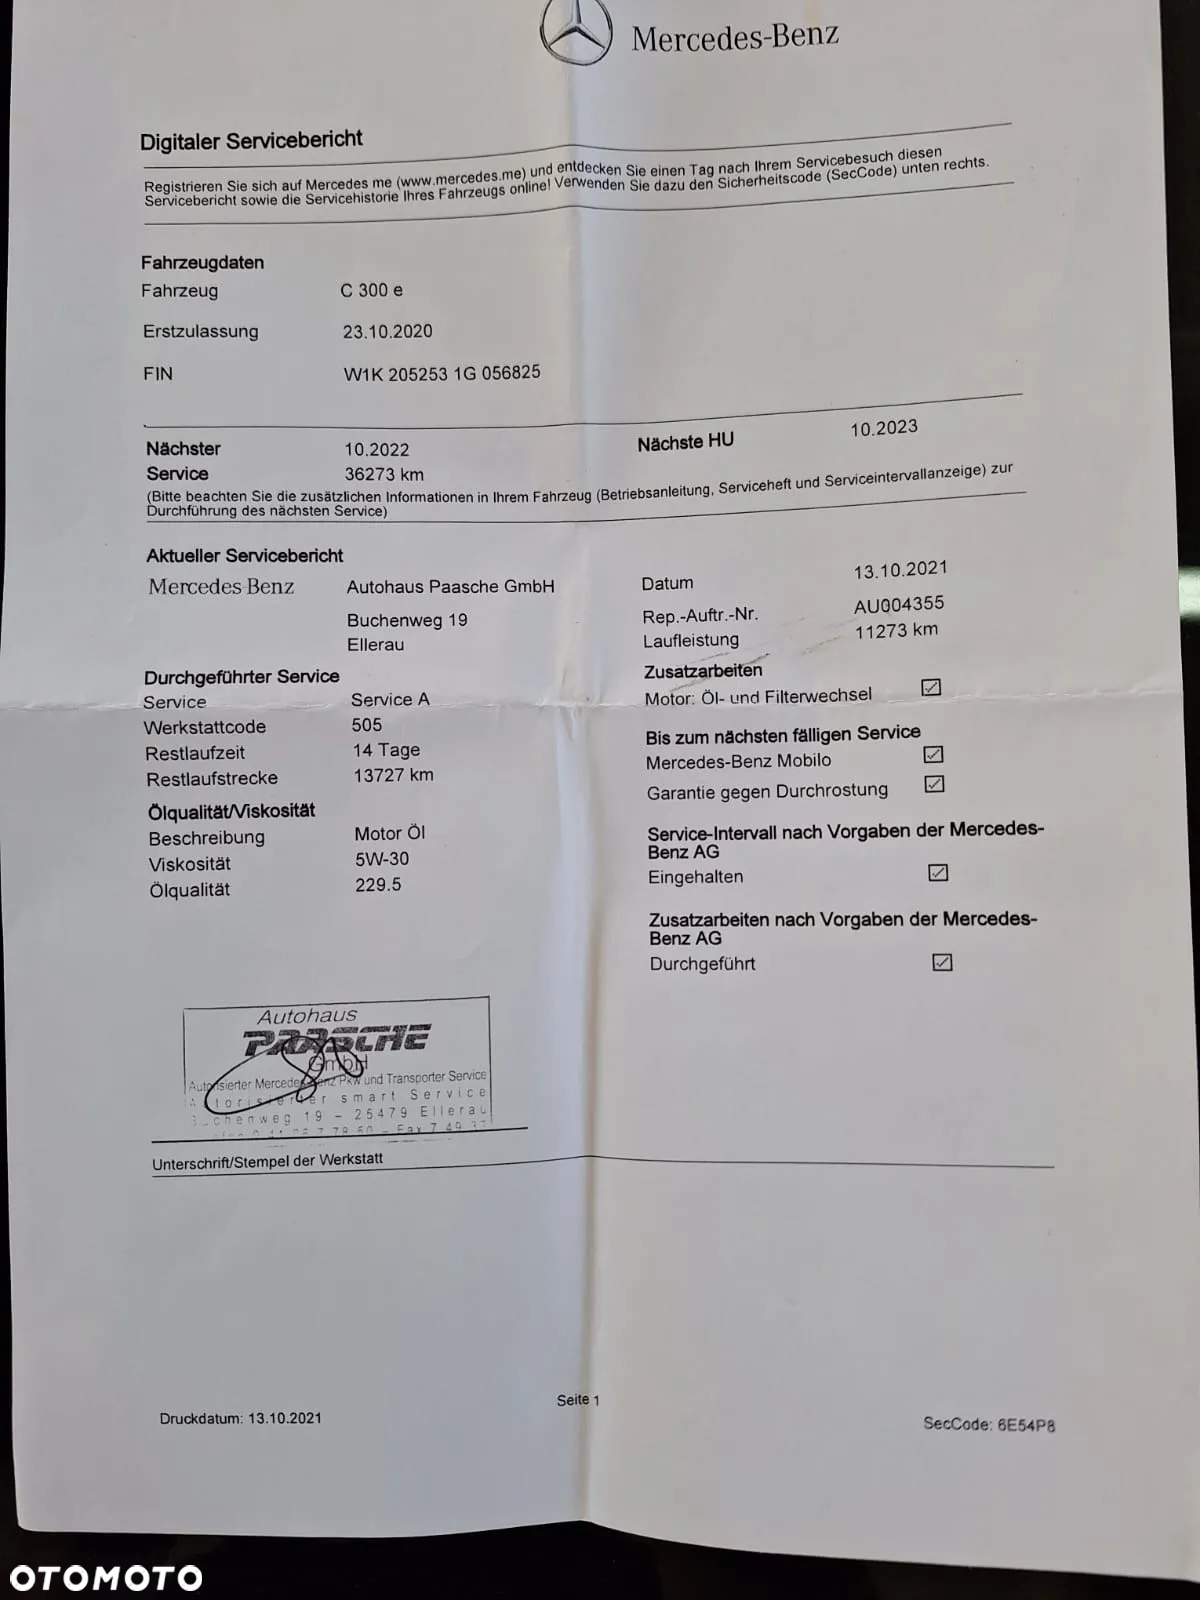 Mercedes-Benz
Digitaler Servicebericht
Registrieren Sie sich auf Mercedes me (www.mercedes.me) und entdecken Sie einen Tag nach Ihrem Servicebesuch diesen
Servicebericht sowie die Servicehistorie Ihres Fahrzeugs online! Verwenden Sie dazu den Sicherheitscode (SecCode) unten rechts.
Fahrzeugdaten
Fahrzeug C 300 e
Erstzulassung 23.10.2020
FIN W1K 205253 1G 056825
Nächster 10.2022 Nächste HU 10.2023
Service 36273 km
(Bitte beachten Sie die zusätzlichen Informationen in Ihrem Fahrzeug (Betriebsanleitung, Serviceheft und Serviceintervallanzeige) zur
Durchführung des nächsten Service)
Aktueller Servicebericht
Mercedes-Benz Autohaus Paasche GmbH
Buchenweg 19
Ellerau
Datum 13.10.2021
Rep.-Auftr.-Nr. AU004355
Laufleistung 11273 km
Durchgeführter Service
Service Service A
Werkstattcode 505
Restlaufzeit 14 Tage
Restlaufstrecke 13727 km
Ölqualität/Viskosität
Beschreibung Motor Öl
Viskosität 5W-30
Ölqualität 229.5
Zusatzarbeiten
Motor: Öl- und Filterwechsel
Bis zum nächsten fälligen Service
Mercedes-Benz Mobilo
Garantie gegen Durchrostung
Service-Intervall nach Vorgaben der Mercedes-
Benz AG
Eingehalten
Zusatzarbeiten nach Vorgaben der Mercedes-
Benz AG
Durchgeführt
Autohaus
PAASCHE
GmbH
Autorisierter Mercedes-Benz Pkw und Transporter Service
Autorisierter smart Service
Buchenweg 19 - 25479 Ellerau
Unterschrift/Stempel der Werkstatt
Seite 1
Druckdatum: 13.10.2021
SecCode: 6E54P8
OTOMOTO